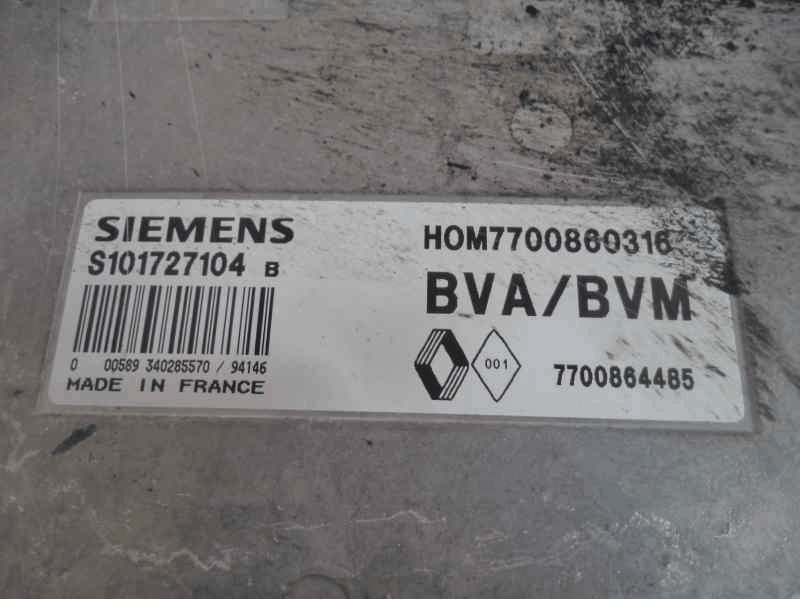 SIEMENS
S101727104 B
0 00589 340285570 / 94146
MADE IN FRANCE
HOM7700860316
BVA/BVM
001
7700864485